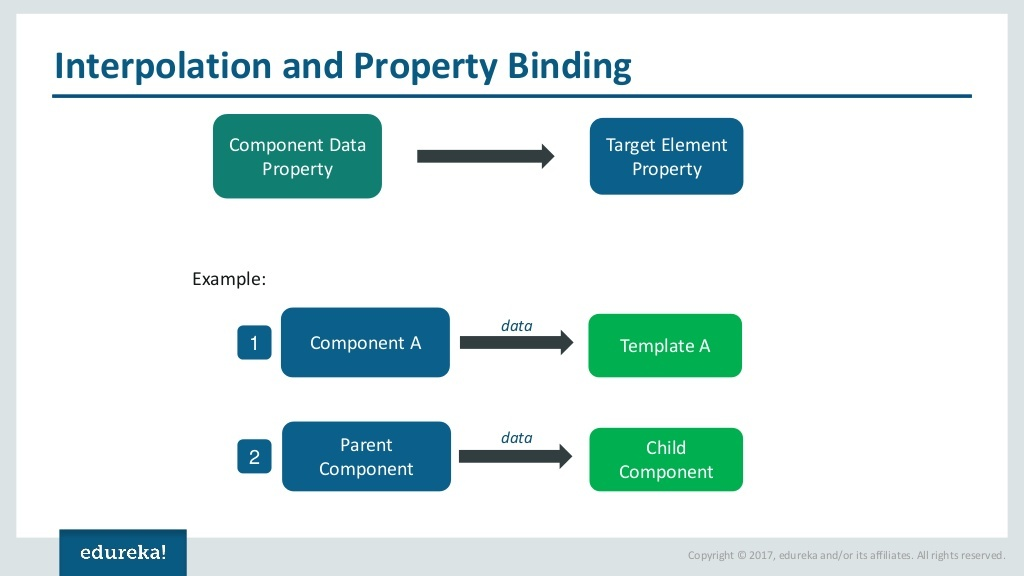 Interpolation and Property Binding
Component Data
Property
Target Element
Property
Example:
1
Component A
data
Template A
2
Parent
Component
data
Child
Component
edureka!
Copyright © 2017, edureka and/or its affiliates. All rights reserved.